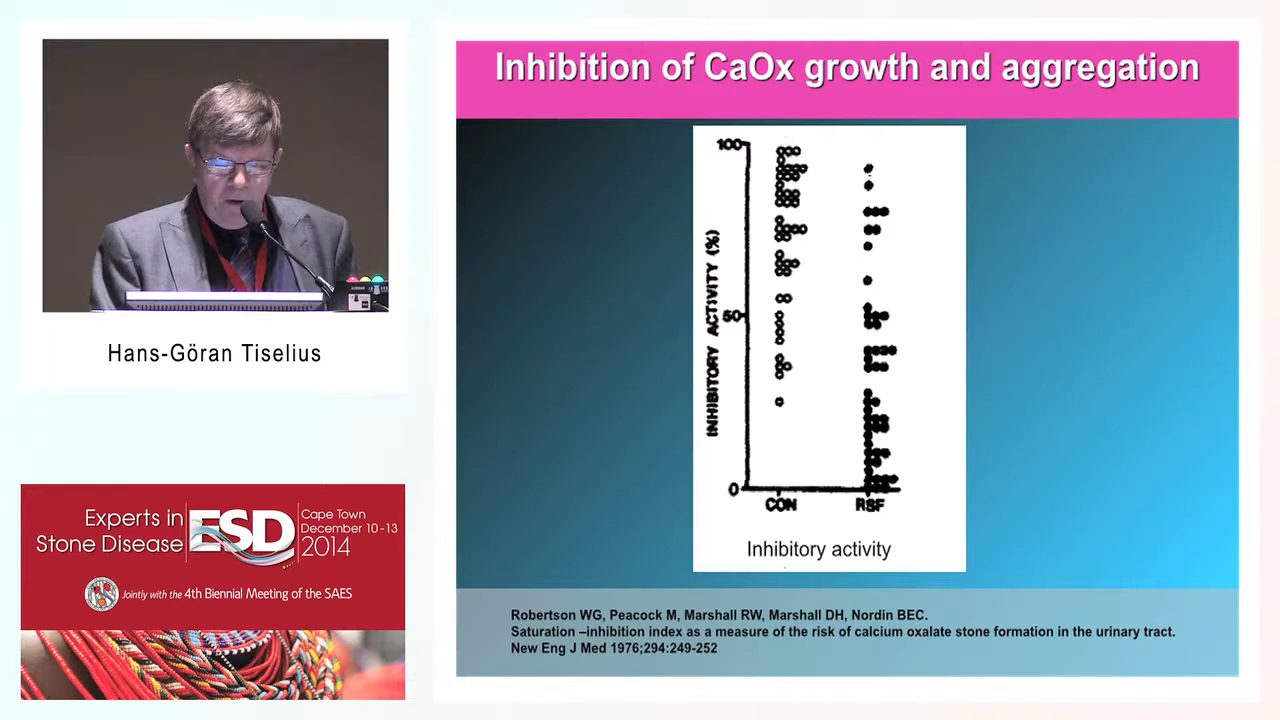 Inhibition of CaOx growth and aggregation
100
50
0
INHIBITORY ACTIVITY (%)
CON
RSF
Inhibitory activity
Robertson WG, Peacock M, Marshall RW, Marshall DH, Nordin BEC.
Saturation –inhibition index as a measure of the risk of calcium oxalate stone formation in the urinary tract.
New Eng J Med 1976;294:249-252
Hans-Göran Tiselius
Experts in
Stone Disease
ESD
Cape Town
December 10-13
2014
Jointly with the 4th Biennial Meeting of the SAES